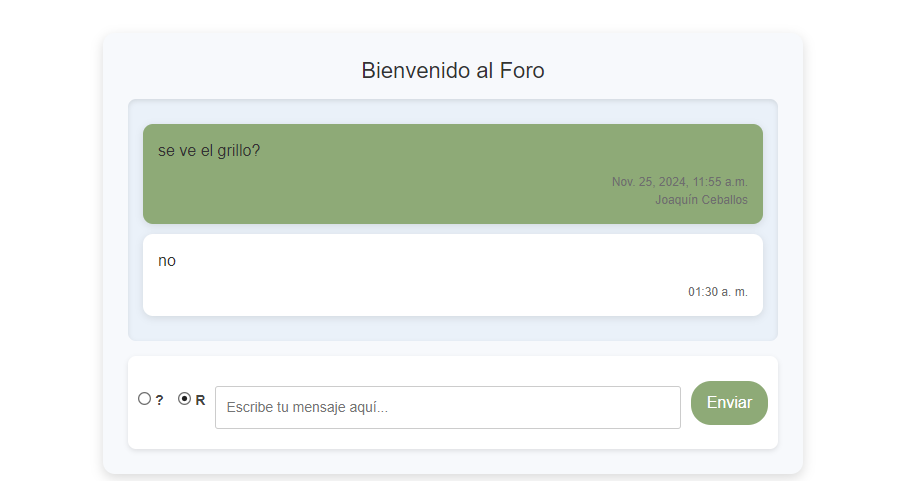 Bienvenido al Foro
se ve el grillo?
Nov. 25, 2024, 11:55 a.m.
Joaquín Ceballos
no
01:30 a. m.
? R Escribe tu mensaje aquí... Enviar